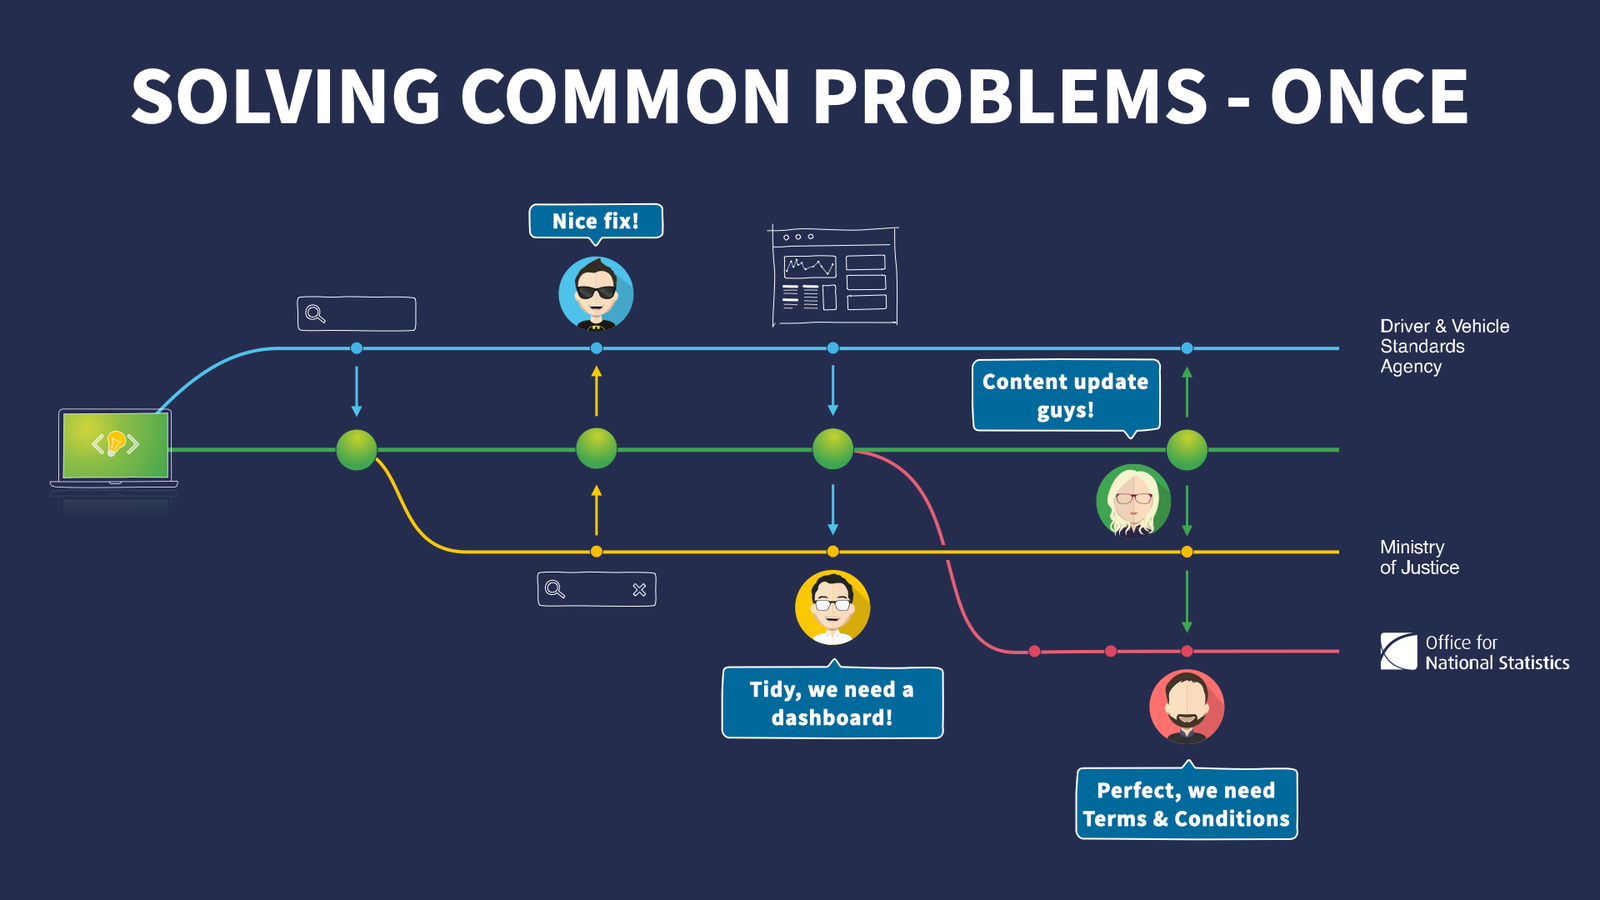 SOLVING COMMON PROBLEMS - ONCE
Nice fix!
Driver & Vehicle
Standards
Agency
Content update
guys!
Ministry
of Justice
Office for
National Statistics
Tidy, we need a
dashboard!
Perfect, we need
Terms & Conditions